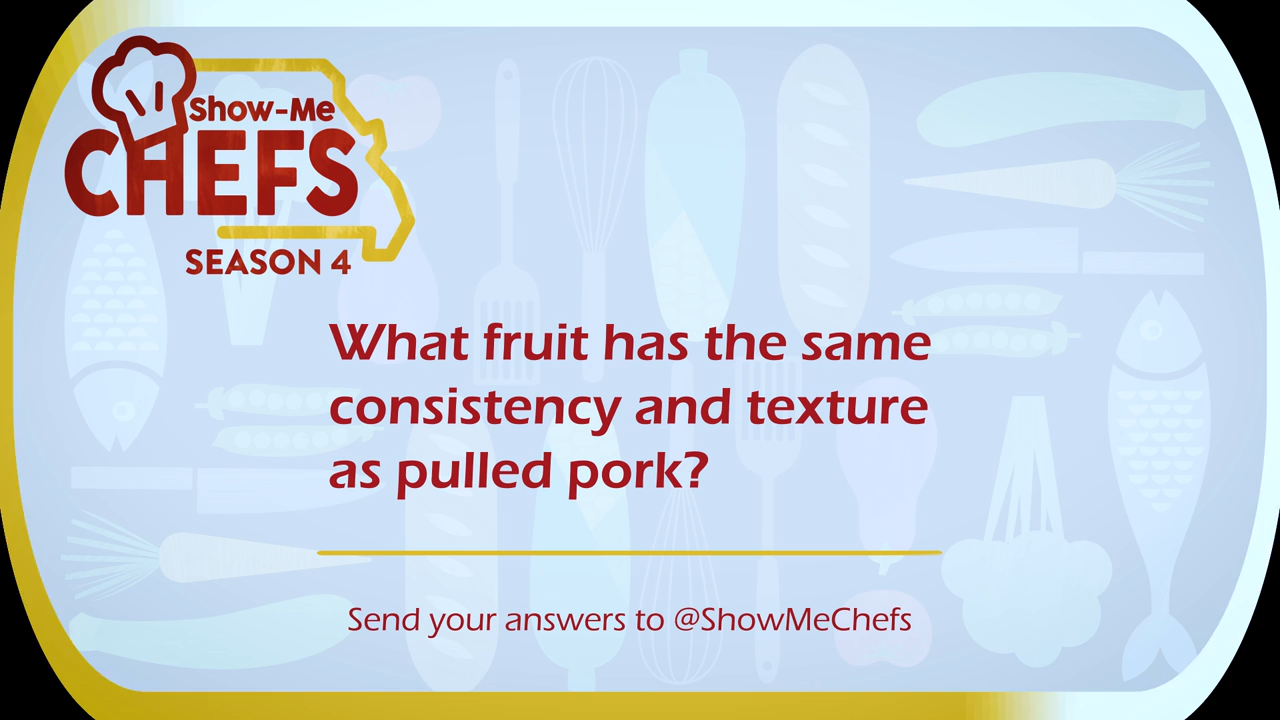 Show-Me
CHEFS
SEASON 4
What fruit has the same
consistency and texture
as pulled pork?
Send your answers to @ShowMeChefs